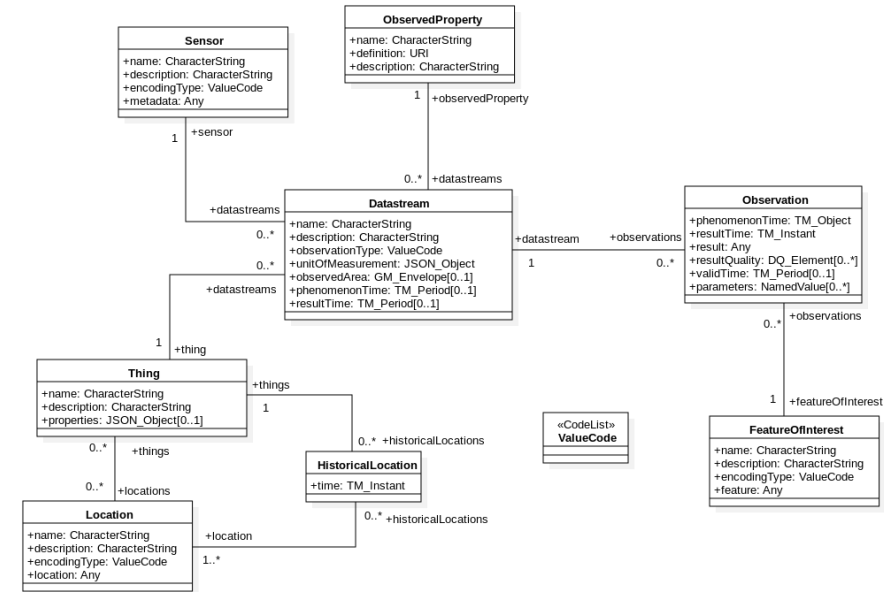 ObservedProperty
+name: CharacterString
+definition: URI
+description: CharacterString
Sensor
+name: CharacterString
+description: CharacterString
+encodingType: ValueCode
+metadata: Any
1
+observedProperty
1
+sensor
0..*
+datastreams
+datastreams
0..*
Datastream
+name: CharacterString
+description: CharacterString
+observationType: ValueCode
+unitOfMeasurement: JSON_Object
+observedArea: GM_Envelope[0..1]
+phenomenonTime: TM_Period[0..1]
+resultTime: TM_Period[0..1]
+datastream
1
+observations
0..*
Observation
+phenomenonTime: TM_Object
+resultTime: TM_Instant
+result: Any
+resultQuality: DQ_Element[0..*]
+validTime: TM_Period[0..1]
+parameters: NamedValue[0..*]
0..*
+datastreams
+observations
0..*
1
+thing
Thing
+name: CharacterString
+description: CharacterString
+properties: JSON_Object[0..1]
+things
1
1
+featureOfInterest
«CodeList»
ValueCode
FeatureOfInterest
+name: CharacterString
+description: CharacterString
+encodingType: ValueCode
+feature: Any
0..*
+things
0..*
+historicalLocations
HistoricalLocation
+time: TM_Instant
0..*
+locations
0..*
+historicalLocations
Location
+name: CharacterString
+description: CharacterString
+encodingType: ValueCode
+location: Any
+location
1..*